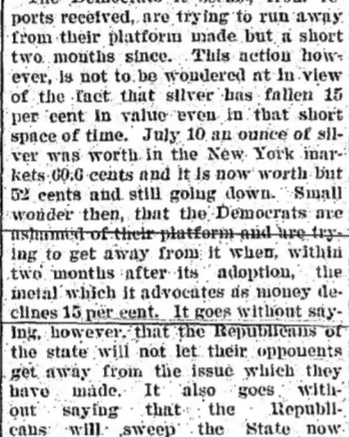 The Democrats it seems, from re-
ports received, are trying to run away
from their platform made but a short
two months since. This action how-
ever, is not to be wondered at in view
of the fact that silver has fallen 15
per cent in value even in that short
space of time. July 10 an ounce of sil-
ver was worth in the New York mar-
kets 60.6 cents and it is now worth but
52 cents and still going down. Small
wonder then, that the Democrats are
ashamed of their platform and are try-
ing to get away from it when, within
two months after its adoption, the
metal which it advocates as money de-
clines 15 per cent. It goes without say-
ing, however, that the Republicans of
the state will not let their opponents
get away from the issue which they
have made. It also goes with-
out saying that the Republi-
cans will sweep the State now